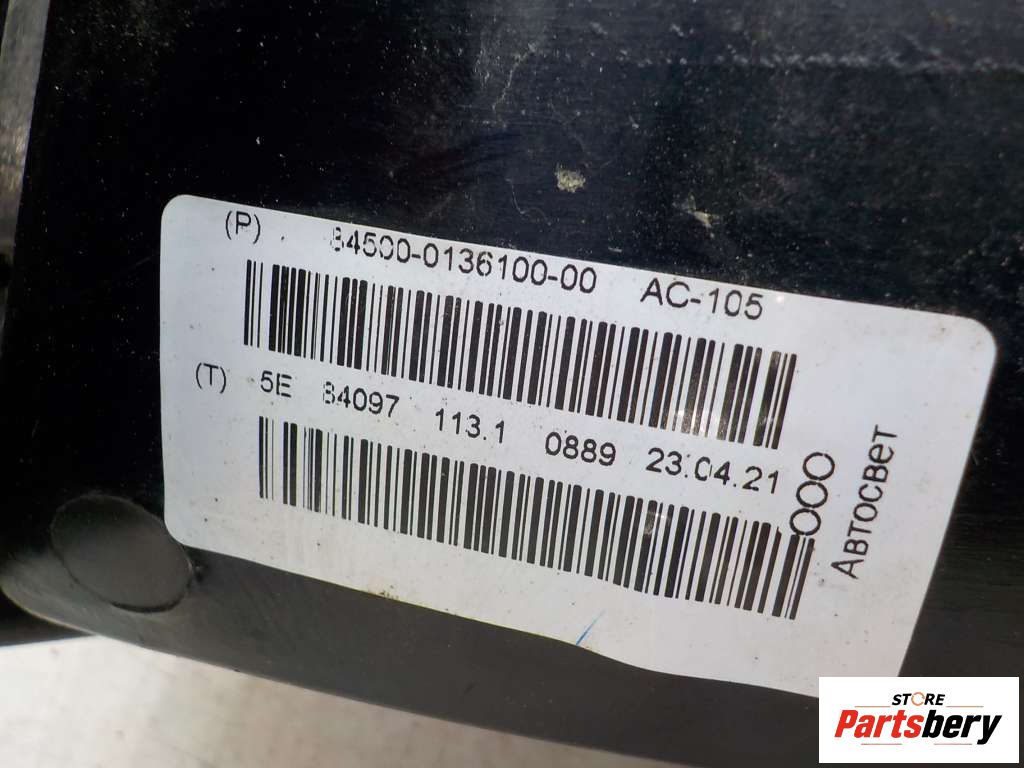 (P) 84500-0136100-00 AC-105
(T) 5E 84097 113.1 0889 23.04.21
ООО
Автосвет
STORE
Partsbery